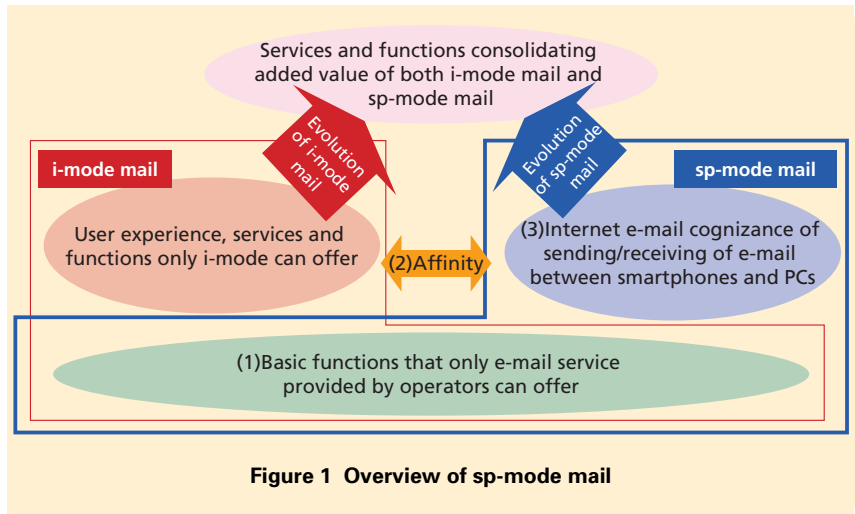 Services and functions consolidating
added value of both i-mode mail and
sp-mode mail
Evolution
of i-mode
mail
Evolution
of sp-mode
mail
i-mode mail
sp-mode mail
User experience, services and
functions only i-mode can offer
(2)Affinity
(3)Internet e-mail cognizance of
sending/receiving of e-mail
between smartphones and PCs
(1)Basic functions that only e-mail service
provided by operators can offer
Figure 1 Overview of sp-mode mail